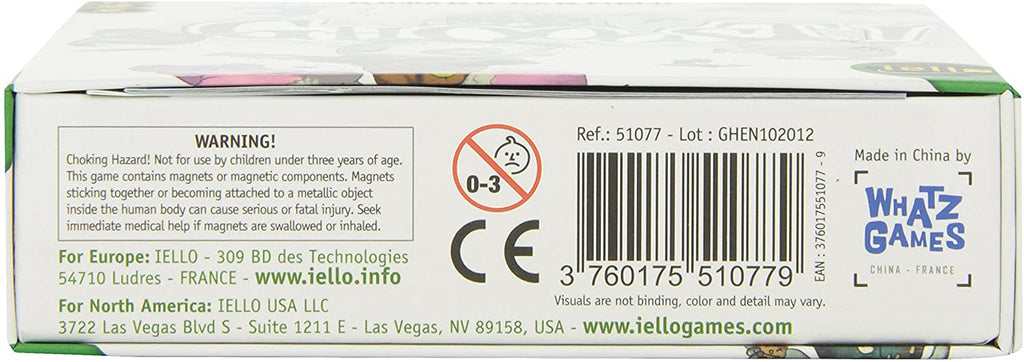 iello
WARNING!
Choking Hazard! Not for use by children under three years of age.
This game contains magnets or magnetic components. Magnets
sticking together or becoming attached to a metallic object
inside the human body can cause serious or fatal injury. Seek
immediate medical help if magnets are swallowed or inhaled.
For Europe: IELLO - 309 BD des Technologies
54710 Ludres - FRANCE - www.iello.info
For North America: IELLO USA LLC
3722 Las Vegas Blvd S - Suite 1211 E - Las Vegas, NV 89158, USA - www.iellogames.com
0-3
CE
Ref.: 51077 - Lot : GHEN102012
3 760175 510779
EAN : 376017551077 - 9
Visuals are not binding, color and detail may vary.
Made in China by
WHATZ
GAMES
CHINA - FRANCE